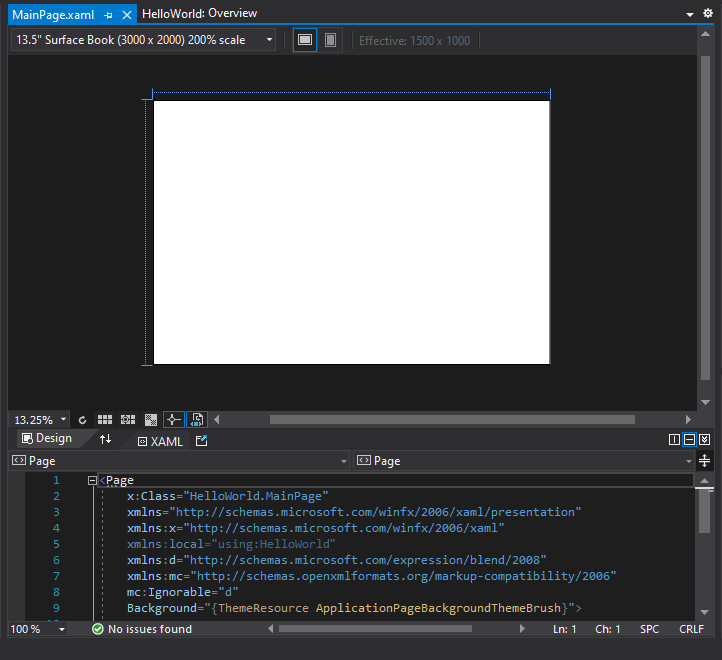 MainPage.xaml HelloWorld: Overview
13.5" Surface Book (3000 x 2000) 200% scale Effective: 1500 x 1000
13.25%
Design XAML
Page Page
1 <Page
2 x:Class="HelloWorld.MainPage"
3 xmlns="http://schemas.microsoft.com/winfx/2006/xaml/presentation"
4 xmlns:x="http://schemas.microsoft.com/winfx/2006/xaml"
5 xmlns:local="using:HelloWorld"
6 xmlns:d="http://schemas.microsoft.com/expression/blend/2008"
7 xmlns:mc="http://schemas.openxmlformats.org/markup-compatibility/2006"
8 mc:Ignorable="d"
9 Background="{ThemeResource ApplicationPageBackgroundThemeBrush}">
100 % No issues found Ln: 1 Ch: 1 SPC CRLF